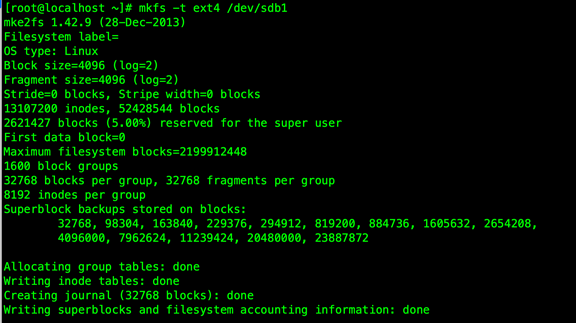 [root@localhost ~]# mkfs -t ext4 /dev/sdb1
mke2fs 1.42.9 (28-Dec-2013)
Filesystem label=
OS type: Linux
Block size=4096 (log=2)
Fragment size=4096 (log=2)
Stride=0 blocks, Stripe width=0 blocks
13107200 inodes, 52428544 blocks
2621427 blocks (5.00%) reserved for the super user
First data block=0
Maximum filesystem blocks=2199912448
1600 block groups
32768 blocks per group, 32768 fragments per group
8192 inodes per group
Superblock backups stored on blocks:
32768, 98304, 163840, 229376, 294912, 819200, 884736, 1605632, 2654208,
4096000, 7962624, 11239424, 20480000, 23887872
Allocating group tables: done
Writing inode tables: done
Creating journal (32768 blocks): done
Writing superblocks and filesystem accounting information: done